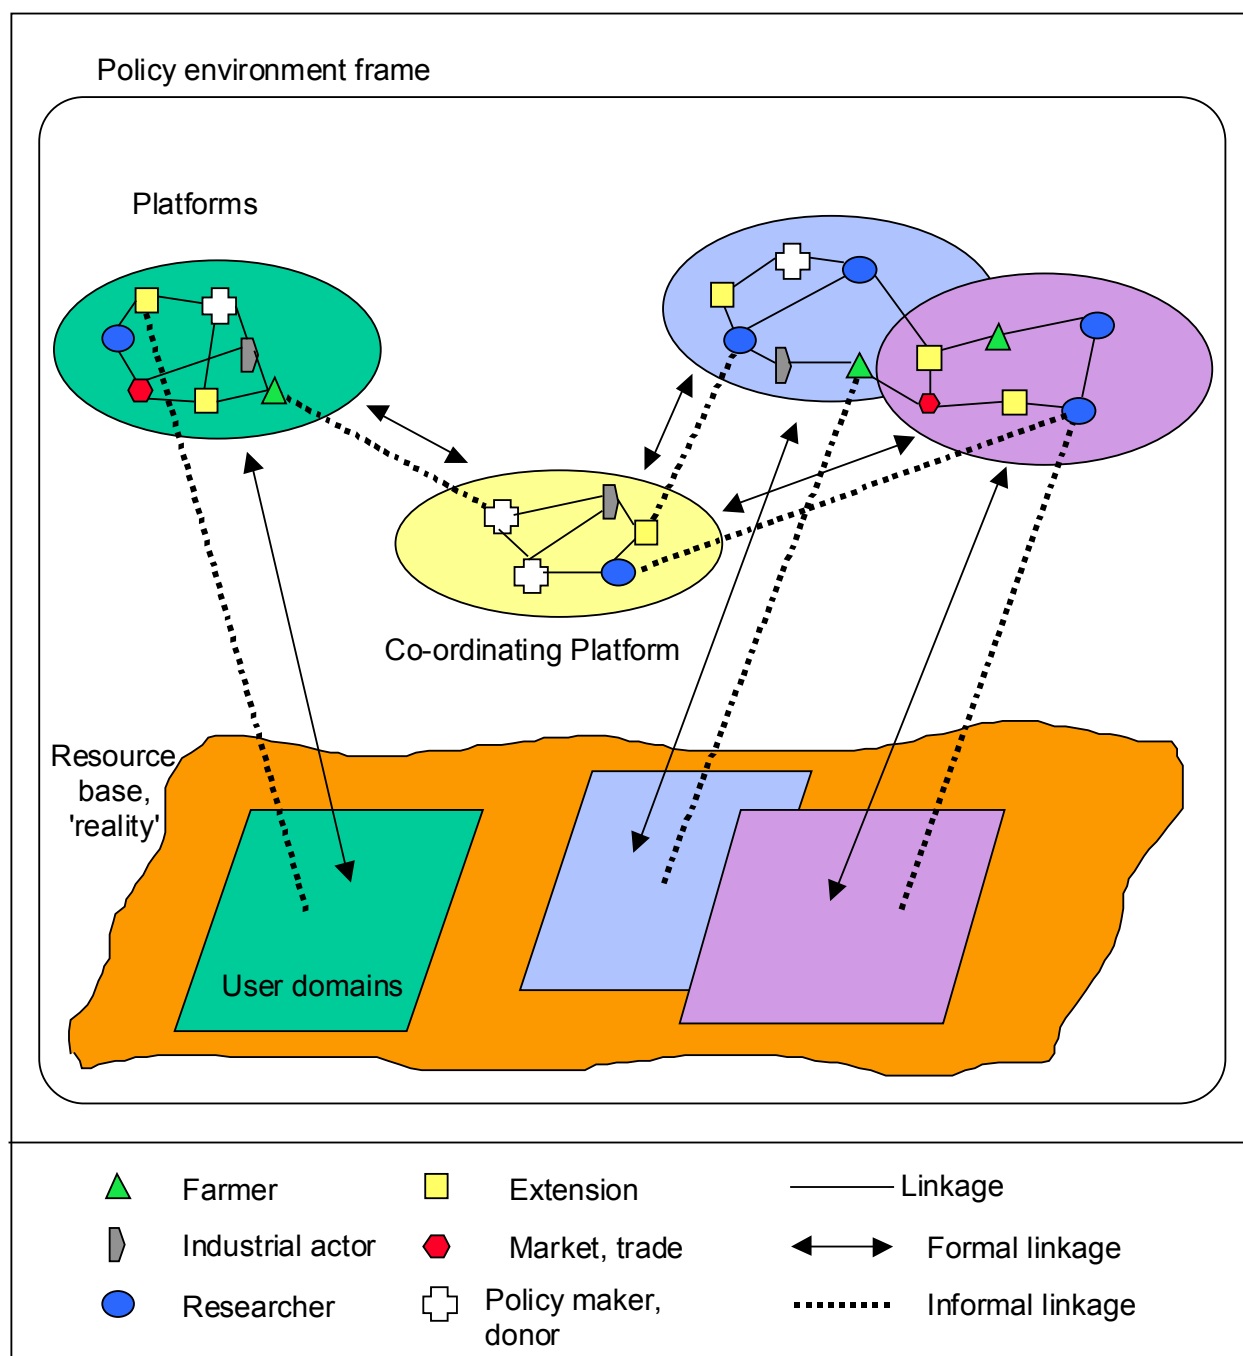 Policy environment frame
Platforms
Co-ordinating Platform
Resource
base,
'reality'
User domains
Farmer
Extension
Linkage
Industrial actor
Market, trade
Formal linkage
Researcher
Policy maker,
donor
Informal linkage